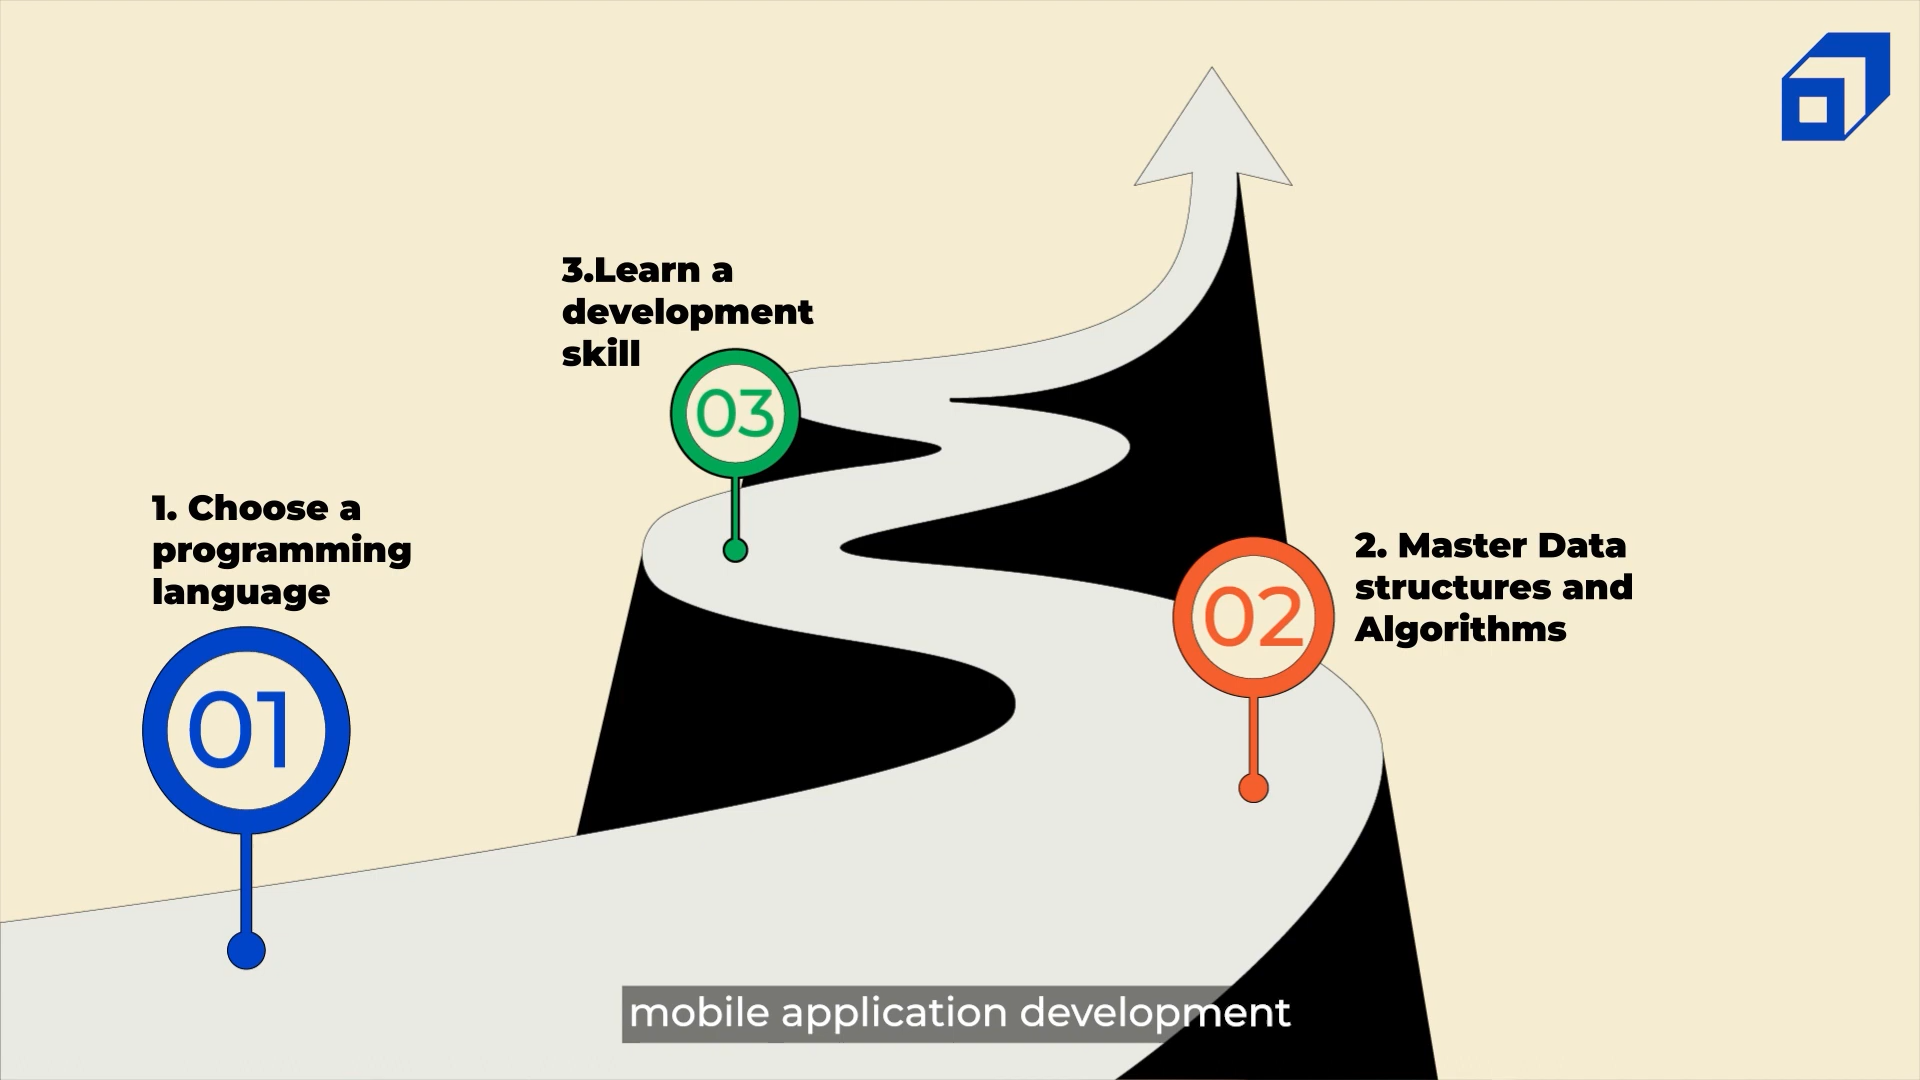 3.Learn a
development
skill
03
1. Choose a
programming
language
01
2. Master Data
structures and
Algorithms
02
mobile application development